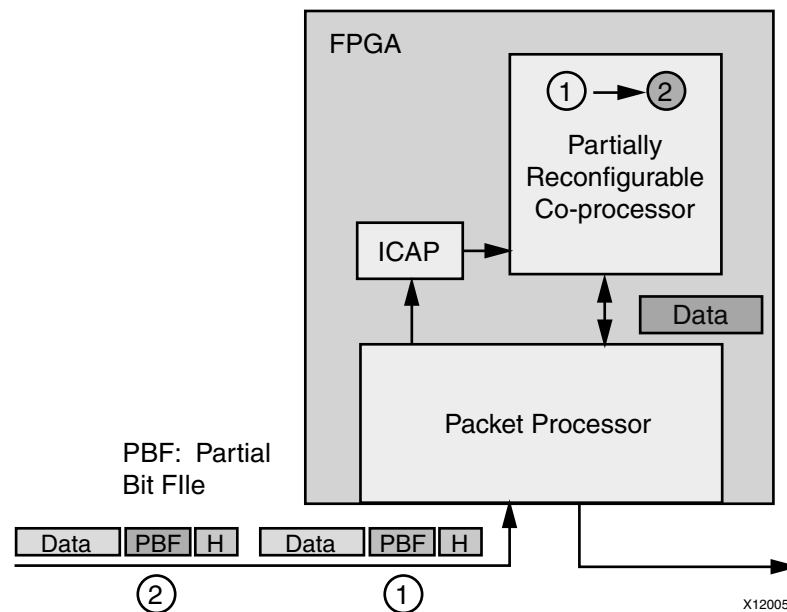 FPGA
1 2
Partially
Reconfigurable
Co-processor
ICAP
Data
Packet Processor
PBF: Partial
Bit FIle
Data PBF H Data PBF H
2 1
X12005